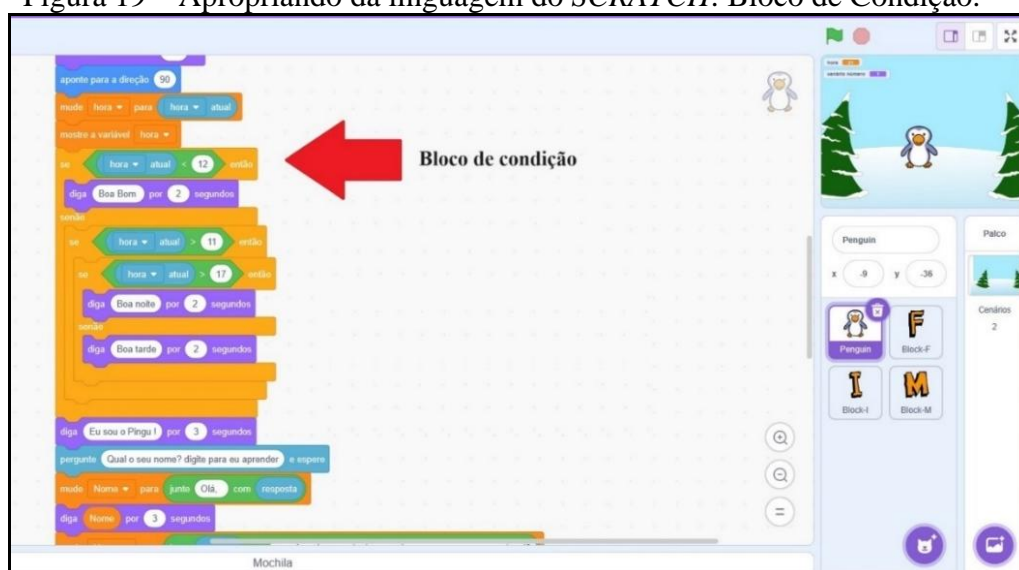 Figura 19 – Apropriando da linguagem do SCRATCH: Bloco de Condição.
aponte para a direção 90
mude hora para hora atual
mostre a variável hora
se hora atual < 12 então
diga Boa Bom por 2 segundos
senão
se hora atual > 11 então
se hora atual > 17 então
diga Boa noite por 2 segundos
senão
diga Boa tarde por 2 segundos
diga Eu sou o Pingu ! por 3 segundos
pergunte Qual o seu nome? digite para eu aprender e espere
mude Nome para junte Olá, com resposta
diga Nome por 3 segundos
Bloco de condição
Mochila
hora
Penguin
x -9 y -36
Penguin
Block-F
Block-I
Block-M
Palco
Cenários
2